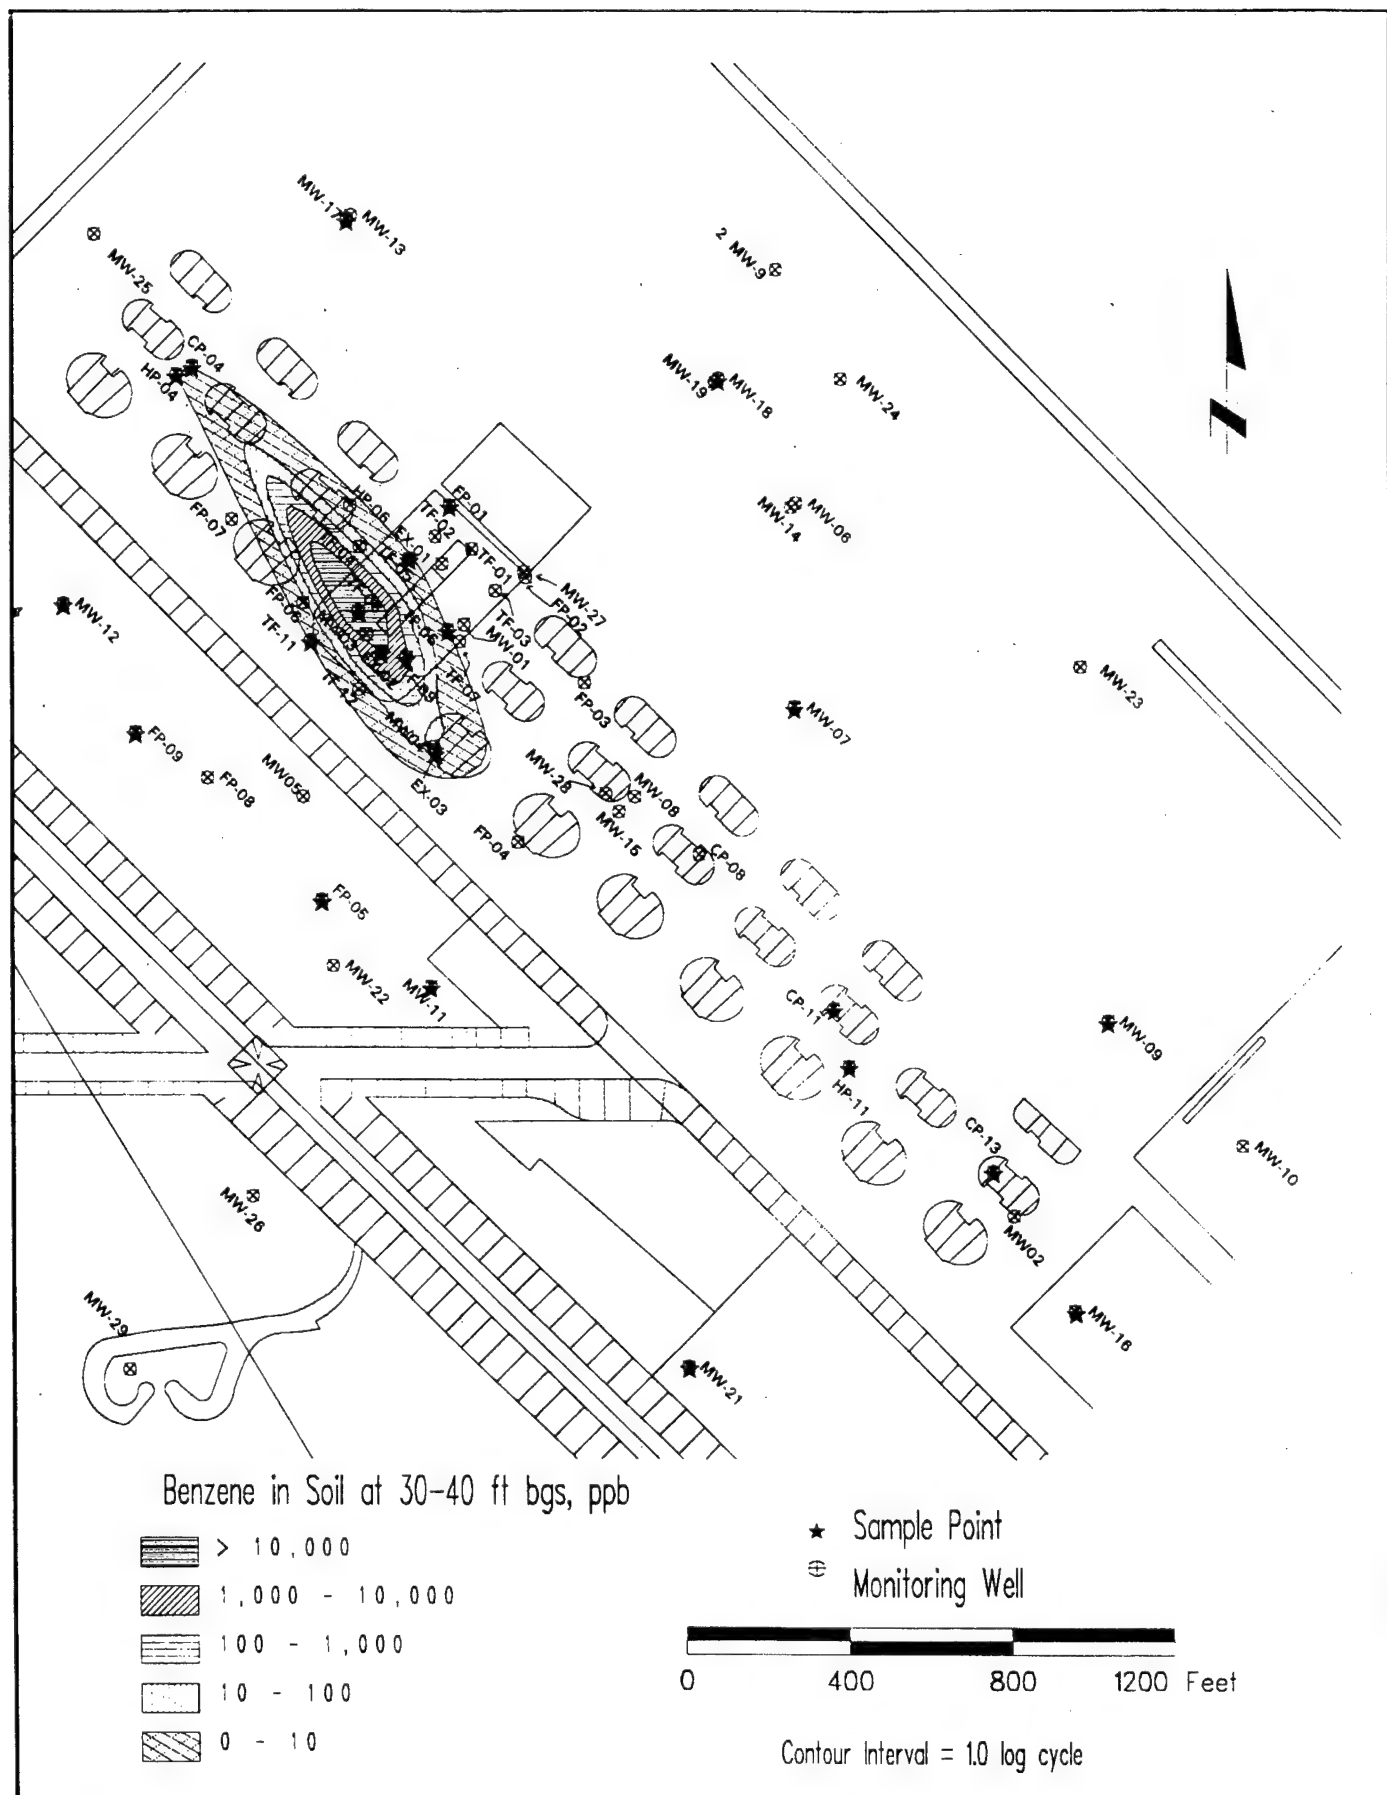 MW-17
MW-13
2 MW-9
MW-25
CP-04
HP-04
MW-19
MW-18
MW-24
HP-06
FP-01
TF-02
EX-01
TF-01
MW-14
MW-06
FP-07
MW-27
FP-02
TF-03
MW-01
MW-12
TF-11
FP-03
MW-23
MW-07
FP-09
FP-08
MW05
EX-03
MW-28
MW-08
MW-15
FP-04
CP-08
FP-05
MW-22
MW-11
CP-11
HP-11
MW-09
CP-13
MW-10
MW02
MW-26
MW-29
MW-16
MW-21
Benzene in Soil at 30-40 ft bgs, ppb
> 10,000
1,000 - 10,000
100 - 1,000
10 - 100
0 - 10
Sample Point
Monitoring Well
0 400 800 1200 Feet
Contour Interval = 1.0 log cycle